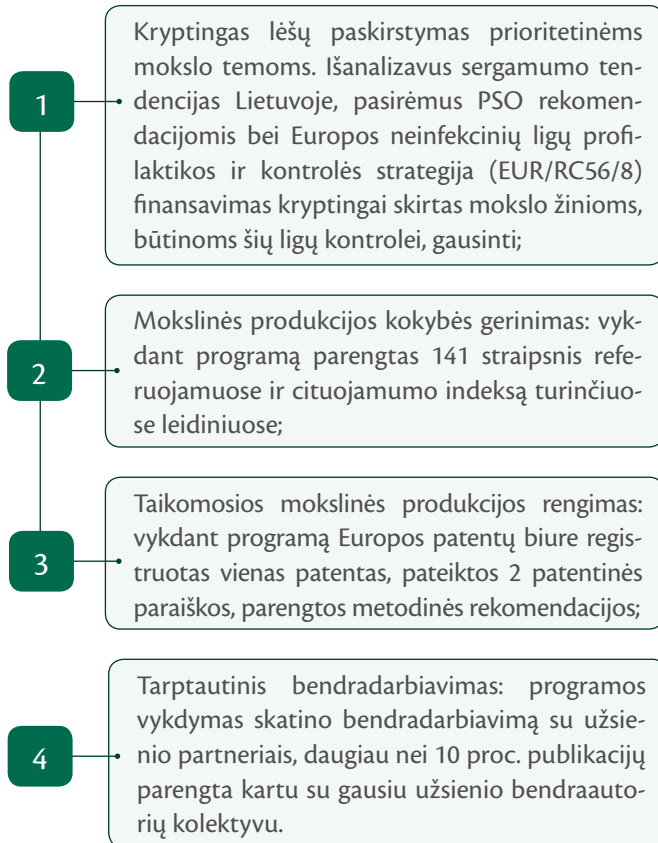 1
Kryptingas lėšų paskirstymas prioritetinėms
mokslo temoms. Išanalizavus sergamumo ten-
dencijas Lietuvoje, pasirėmus PSO rekomen-
dacijomis bei Europos neinfekcinių ligų profi-
laktikos ir kontrolės strategija (EUR/RC56/8)
finansavimas kryptingai skirtas mokslo žinioms,
būtinoms šių ligų kontrolei, gausinti;
2
Mokslinės produkcijos kokybės gerinimas: vyk-
dant programą parengtas 141 straipsnis refe-
ruojamuose ir cituojamumo indeksą turinčiuo-
se leidiniuose;
3
Taikomosios mokslinės produkcijos rengimas:
vykdant programą Europos patentų biure regis-
truotas vienas patentas, pateiktos 2 patentinės
paraiškos, parengtos metodinės rekomendacijos;
4
Tarptautinis bendradarbiavimas: programos
vykdymas skatino bendradarbiavimą su užsie-
nio partneriais, daugiau nei 10 proc. publikacijų
parengta kartu su gausiu užsienio bendraauto-
rių kolektyvu.